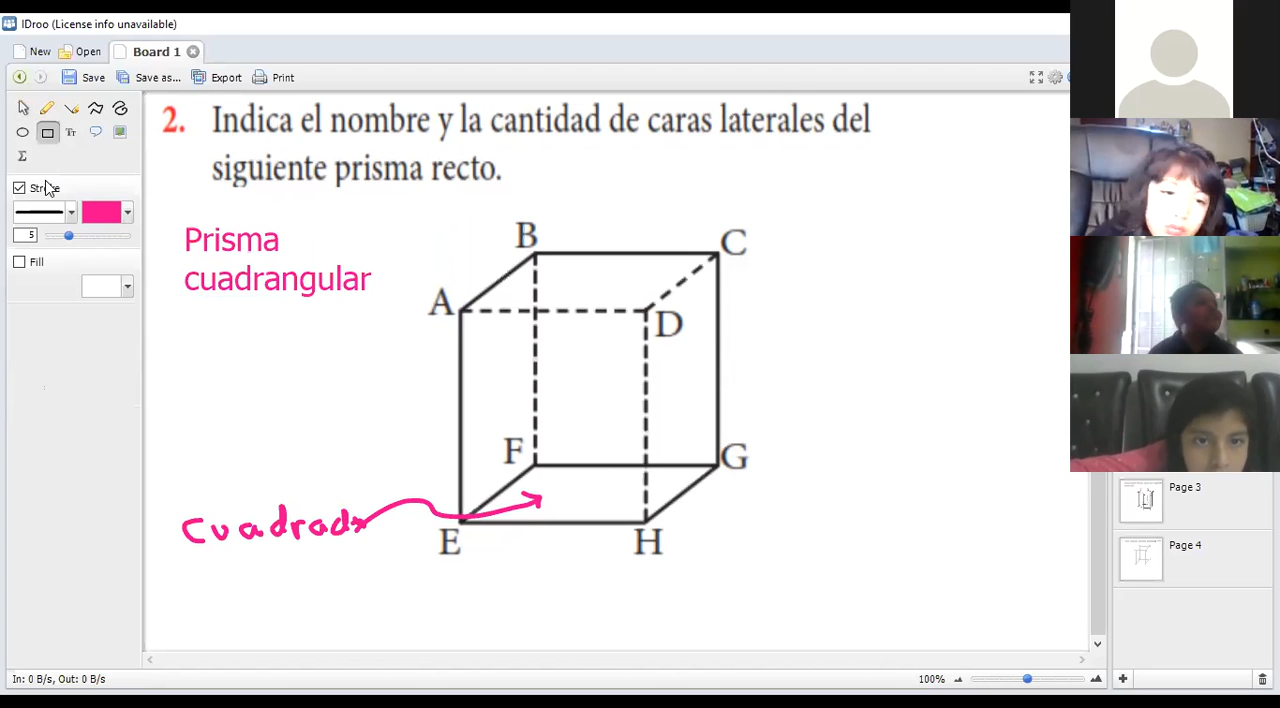 IDroo (License info unavailable)
New Open Board 1
Save Save as... Export Print
2. Indica el nombre y la cantidad de caras laterales del
siguiente prisma recto.
Stroke
5
Fill
Prisma
cuadrangular
B
C
A
D
F
G
Cuadrado
E
H
Page 3
Page 4
In: 0 B/s, Out: 0 B/s
100%